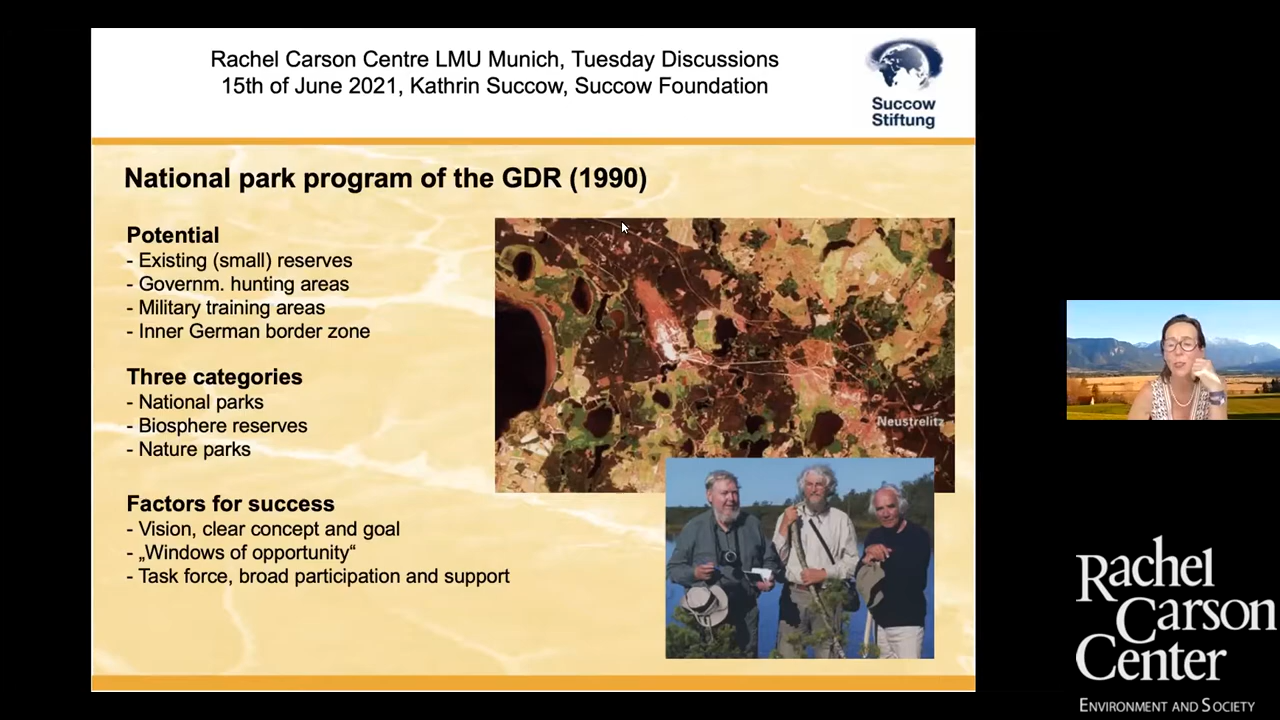 Rachel Carson Centre LMU Munich, Tuesday Discussions
15th of June 2021, Kathrin Succow, Succow Foundation
Succow
Stiftung
National park program of the GDR (1990)
Potential
- Existing (small) reserves
- Governm. hunting areas
- Military training areas
- Inner German border zone
Three categories
- National parks
- Biosphere reserves
- Nature parks
Factors for success
- Vision, clear concept and goal
- „Windows of opportunity“
- Task force, broad participation and support
Neustrelitz
Rachel
Carson
Center
Environment and Society